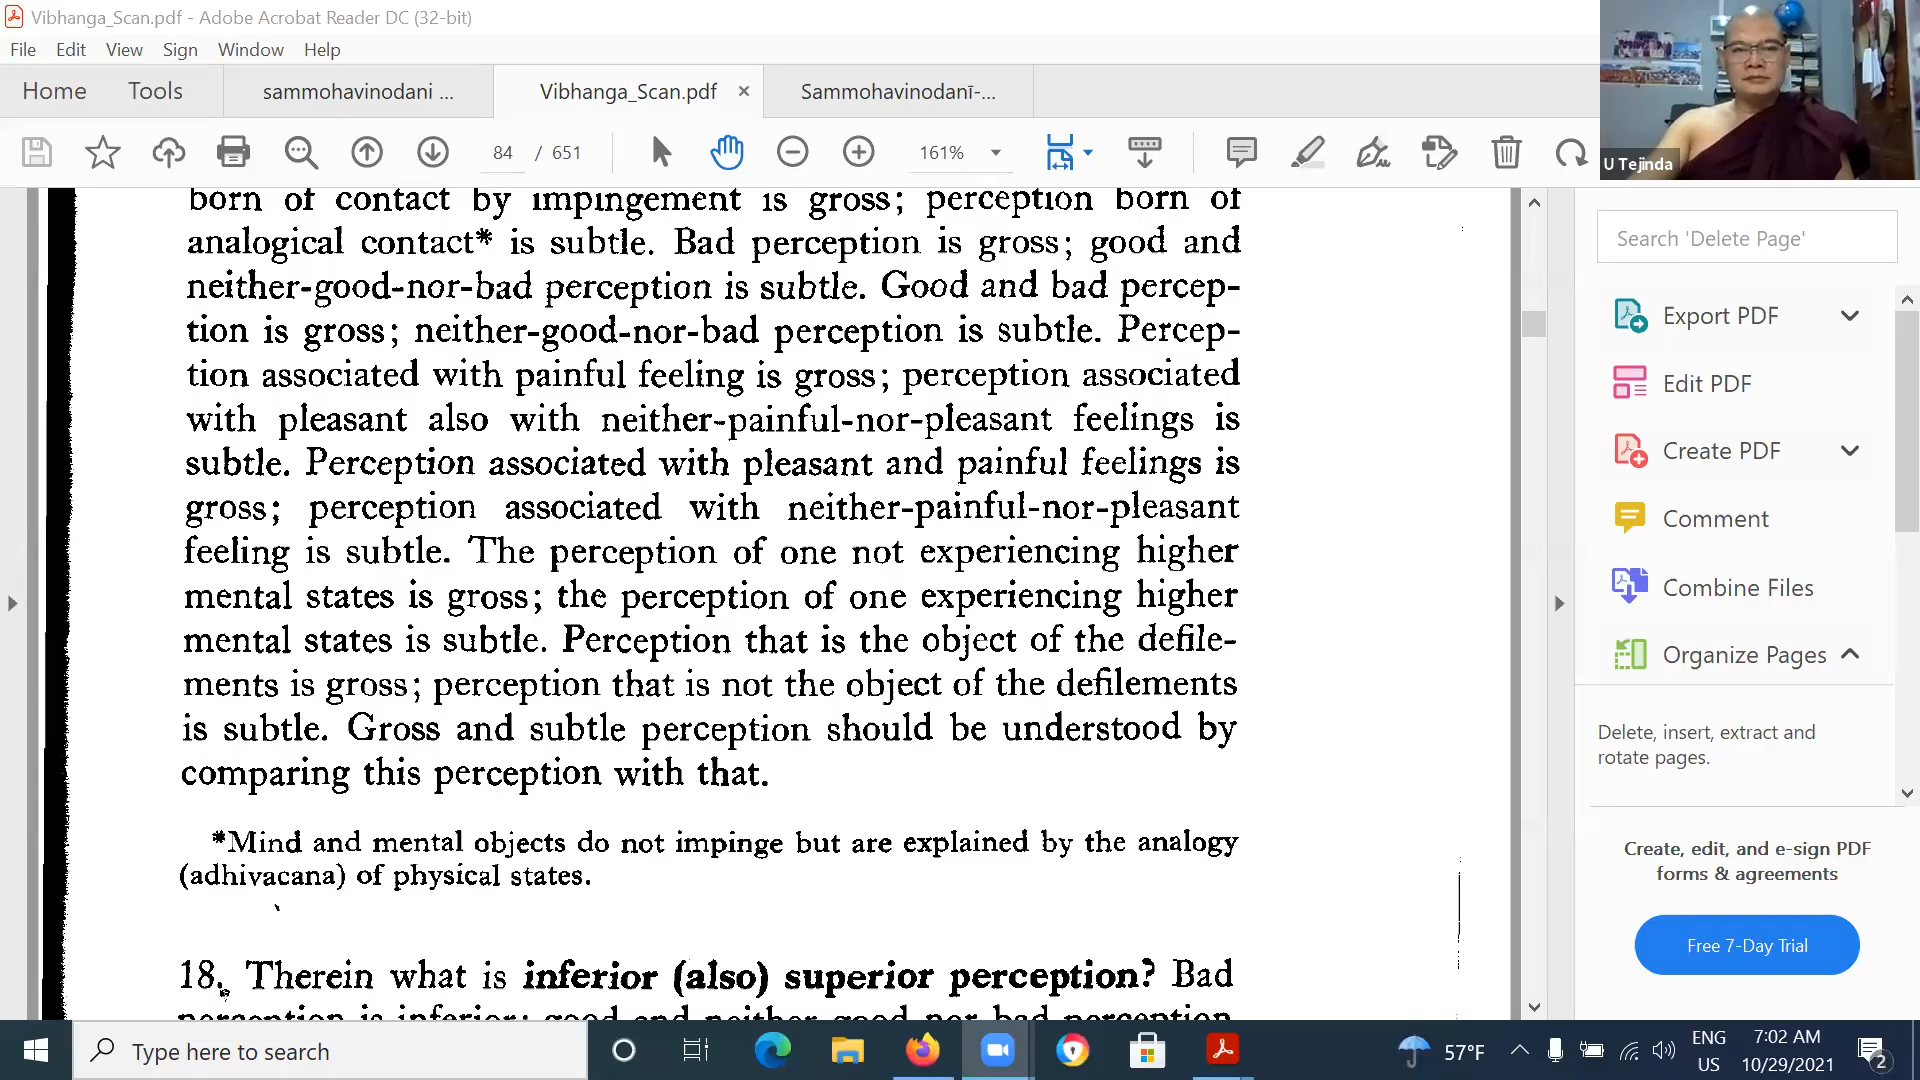 Vibhanga_Scan.pdf - Adobe Acrobat Reader DC (32-bit)
File Edit View Sign Window Help
Home Tools sammohavinodani ... Vibhanga_Scan.pdf × Sammohavinodanī-...
84 / 651 161%
U Tejinda
born of contact by impingement is gross; perception born of
analogical contact* is subtle. Bad perception is gross; good and
neither-good-nor-bad perception is subtle. Good and bad percep-
tion is gross; neither-good-nor-bad perception is subtle. Percep-
tion associated with painful feeling is gross; perception associated
with pleasant also with neither-painful-nor-pleasant feelings is
subtle. Perception associated with pleasant and painful feelings is
gross; perception associated with neither-painful-nor-pleasant
feeling is subtle. The perception of one not experiencing higher
mental states is gross; the perception of one experiencing higher
mental states is subtle. Perception that is the object of the defile-
ments is gross; perception that is not the object of the defilements
is subtle. Gross and subtle perception should be understood by
comparing this perception with that.
*Mind and mental objects do not impinge but are explained by the analogy
(adhivacana) of physical states.
18. Therein what is inferior (also) superior perception? Bad
perception is inferior; good and neither-good-nor-bad perception
Search 'Delete Page'
Export PDF
Edit PDF
Create PDF
Comment
Combine Files
Organize Pages
Delete, insert, extract and
rotate pages.
Create, edit, and e-sign PDF
forms & agreements
Free 7-Day Trial
Type here to search
57°F
ENG
US
7:02 AM
10/29/2021
2